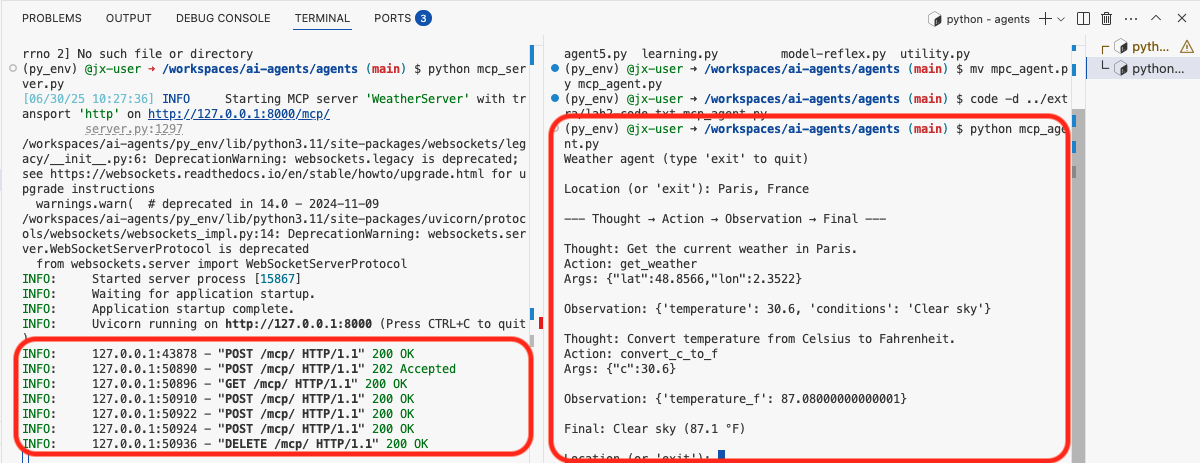 PROBLEMS OUTPUT DEBUG CONSOLE TERMINAL PORTS 3
python - agents
rrno 2] No such file or directory
(py_env) @jx-user → /workspaces/ai-agents/agents (main) $ python mcp_se
rver.py
[06/30/25 10:27:36] INFO Starting MCP server 'WeatherServer' with tr
ansport 'http' on http://127.0.0.1:8000/mcp/
server.py:1297
/workspaces/ai-agents/py_env/lib/python3.11/site-packages/websockets/leg
acy/__init__.py:6: DeprecationWarning: websockets.legacy is deprecated;
see https://websockets.readthedocs.io/en/stable/howto/upgrade.html for u
pgrade instructions
warnings.warn( # deprecated in 14.0 - 2024-11-09
/workspaces/ai-agents/py_env/lib/python3.11/site-packages/uvicorn/protoc
ols/websockets/websockets_impl.py:14: DeprecationWarning: websockets.ser
ver.WebSocketServerProtocol is deprecated
from websockets.server import WebSocketServerProtocol
INFO: Started server process [15867]
INFO: Waiting for application startup.
INFO: Application startup complete.
INFO: Uvicorn running on http://127.0.0.1:8000 (Press CTRL+C to quit
)
INFO: 127.0.0.1:43878 - "POST /mcp/ HTTP/1.1" 200 OK
INFO: 127.0.0.1:50890 - "POST /mcp/ HTTP/1.1" 202 Accepted
INFO: 127.0.0.1:50896 - "GET /mcp/ HTTP/1.1" 200 OK
INFO: 127.0.0.1:50910 - "POST /mcp/ HTTP/1.1" 200 OK
INFO: 127.0.0.1:50922 - "POST /mcp/ HTTP/1.1" 200 OK
INFO: 127.0.0.1:50924 - "POST /mcp/ HTTP/1.1" 200 OK
INFO: 127.0.0.1:50936 - "DELETE /mcp/ HTTP/1.1" 200 OK
agent5.py learning.py model-reflex.py utility.py
(py_env) @jx-user → /workspaces/ai-agents/agents (main) $ mv mpc_agent.p
y mcp_agent.py
(py_env) @jx-user → /workspaces/ai-agents/agents (main) $ code -d ../ext
ra/lab2-code.txt mcp_agent.py
(py_env) @jx-user → /workspaces/ai-agents/agents (main) $ python mcp_age
nt.py
Weather agent (type 'exit' to quit)
Location (or 'exit'): Paris, France
--- Thought → Action → Observation → Final ---
Thought: Get the current weather in Paris.
Action: get_weather
Args: {"lat":48.8566,"lon":2.3522}
Observation: {'temperature': 30.6, 'conditions': 'Clear sky'}
Thought: Convert temperature from Celsius to Fahrenheit.
Action: convert_c_to_f
Args: {"c":30.6}
Observation: {'temperature_f': 87.08000000000001}
Final: Clear sky (87.1 °F)
Location (or 'exit'):
pyth...
python...